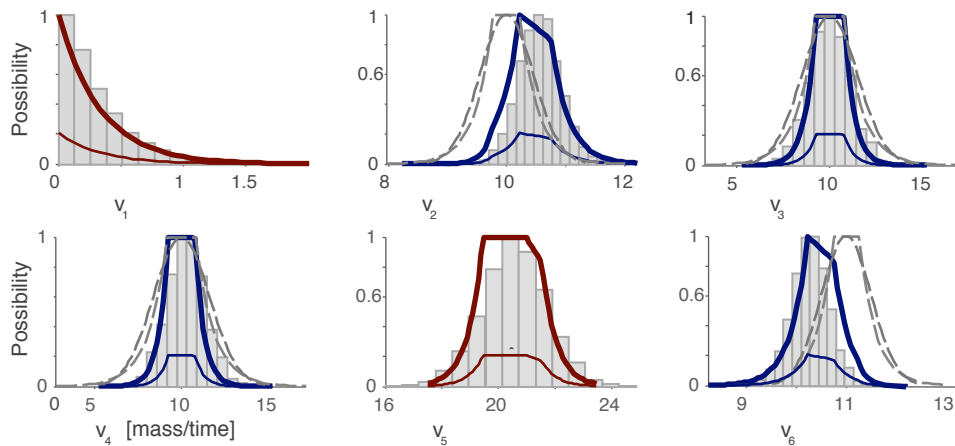 1 1 1
Possibility
0.6 0.6
0 0 0
0 1 1.5 8 10 12 5 10 15
v1 v2 v3
1 1 1
Possibility
0.6 0.6
0 0 0
0 5 10 15 16 20 22 24 9 11 13
v4 [mass/time] v5 v6